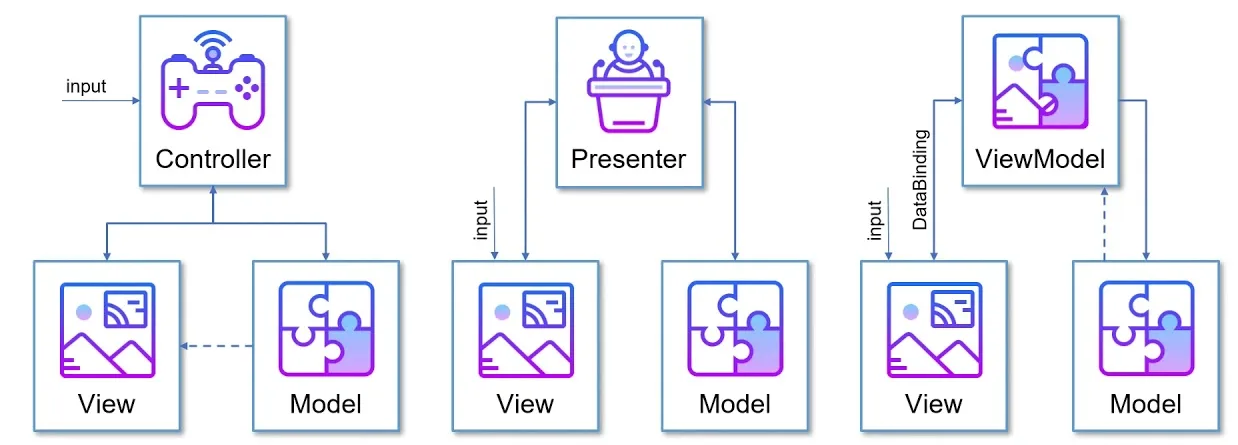 input
Controller
View
Model
Presenter
input
View
Model
ViewModel
DataBinding
input
View
Model